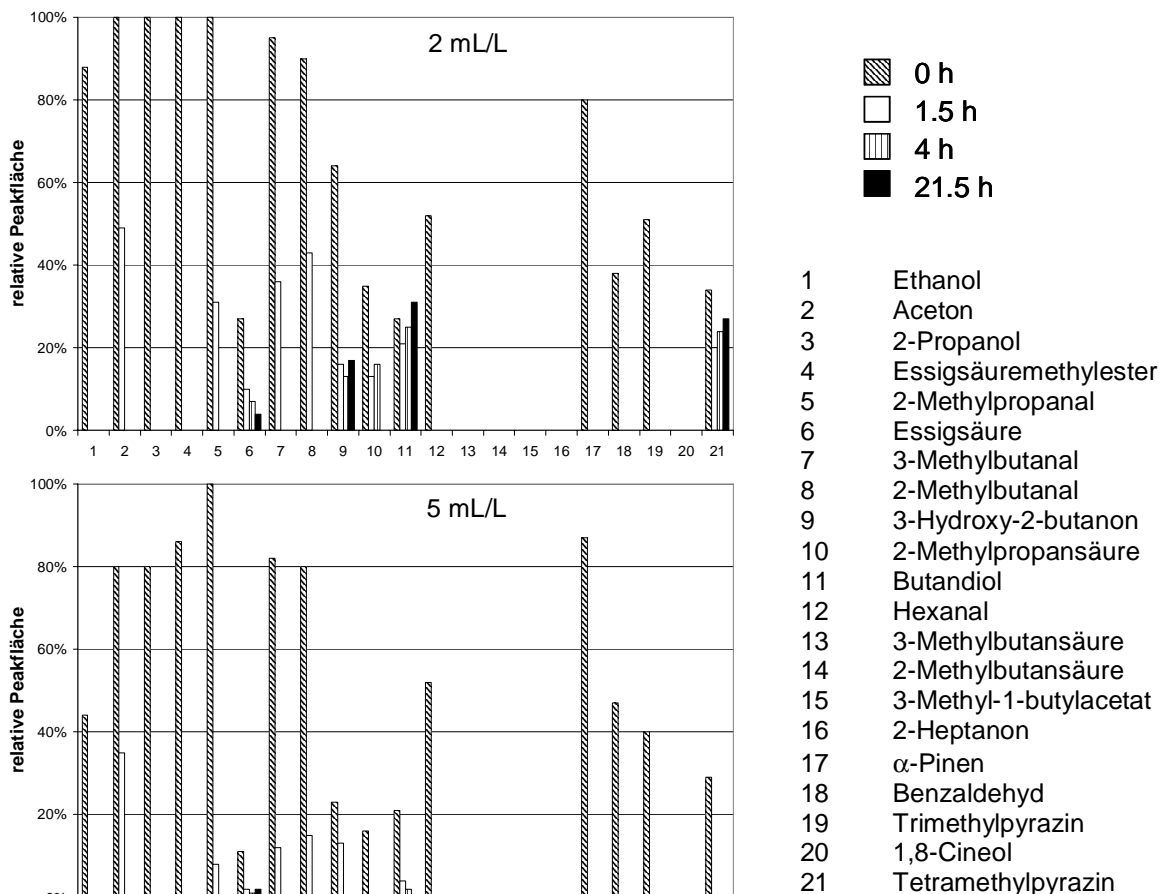 2 mL/L
relative Peakfläche
100%
80%
60%
40%
20%
0%
1 2 3 4 5 6 7 8 9 10 11 12 13 14 15 16 17 18 19 20 21
5 mL/L
relative Peakfläche
100%
80%
60%
40%
20%
0 h
1.5 h
4 h
21.5 h
1 Ethanol
2 Aceton
3 2-Propanol
4 Essigsäuremethylester
5 2-Methylpropanal
6 Essigsäure
7 3-Methylbutanal
8 2-Methylbutanal
9 3-Hydroxy-2-butanon
10 2-Methylpropansäure
11 Butandiol
12 Hexanal
13 3-Methylbutansäure
14 2-Methylbutansäure
15 3-Methyl-1-butylacetat
16 2-Heptanon
17 α-Pinen
18 Benzaldehyd
19 Trimethylpyrazin
20 1,8-Cineol
21 Tetramethylpyrazin